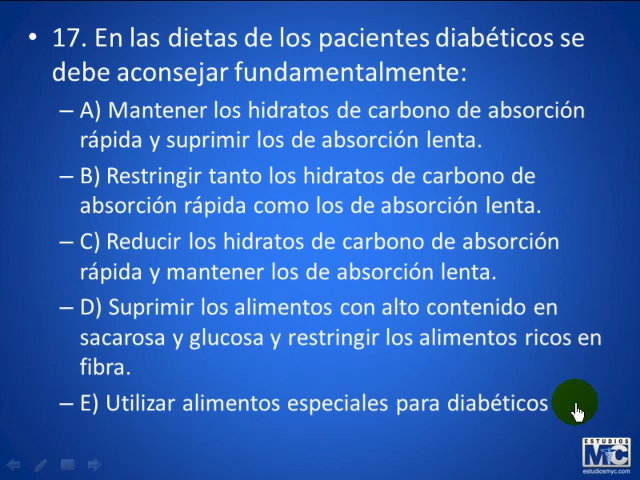 • 17. En las dietas de los pacientes diabéticos se
debe aconsejar fundamentalmente:
– A) Mantener los hidratos de carbono de absorción
rápida y suprimir los de absorción lenta.
– B) Restringir tanto los hidratos de carbono de
absorción rápida como los de absorción lenta.
– C) Reducir los hidratos de carbono de absorción
rápida y mantener los de absorción lenta.
– D) Suprimir los alimentos con alto contenido en
sacarosa y glucosa y restringir los alimentos ricos en
fibra.
– E) Utilizar alimentos especiales para diabéticos
ESTUDIOS
MYC
estudiosmyc.com